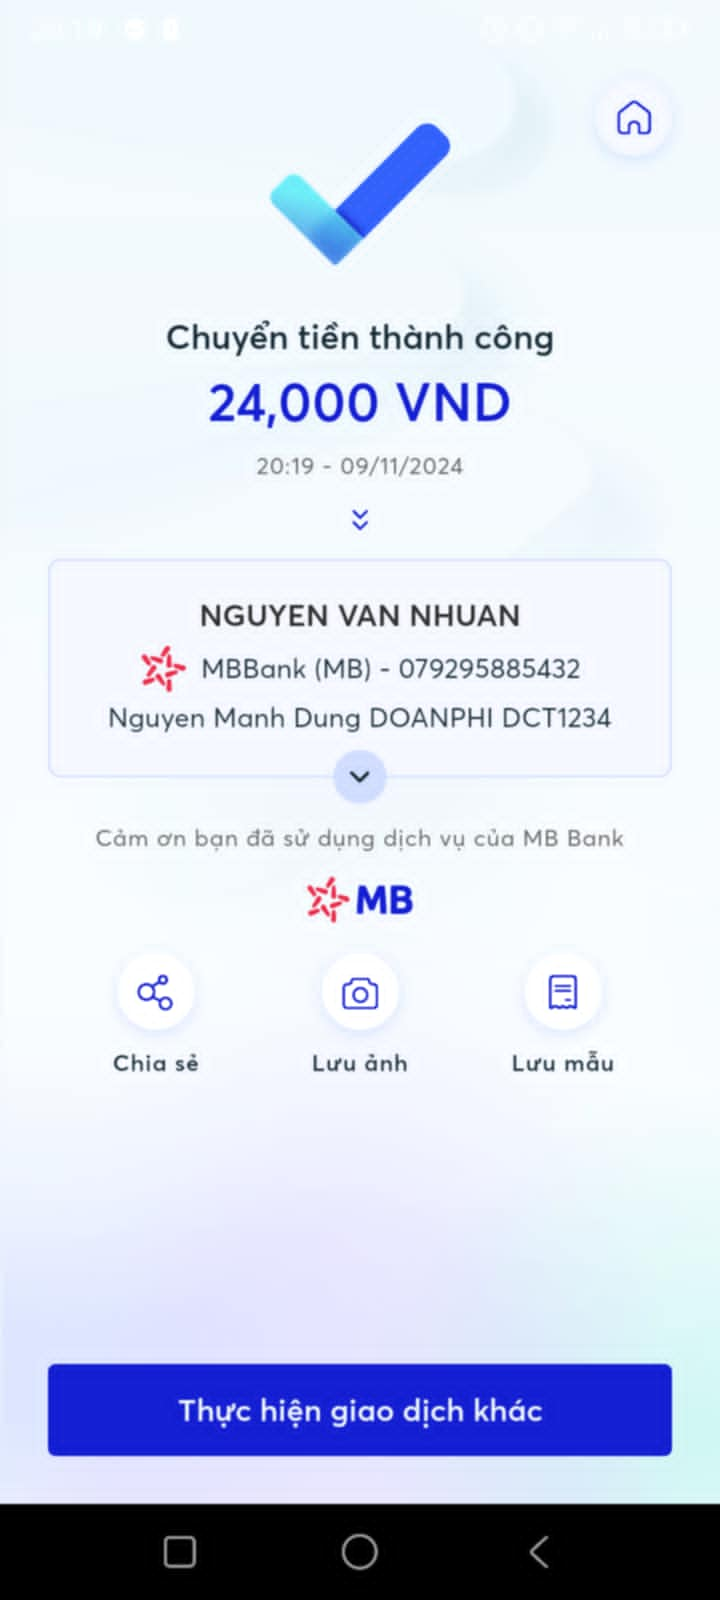 20:19
Chuyển tiền thành công
24,000 VND
20:19 - 09/11/2024
NGUYEN VAN NHUAN
MBBank (MB) - 079295885432
Nguyen Manh Dung DOANPHI DCT1234
Cảm ơn bạn đã sử dụng dịch vụ của MB Bank
MB
Chia sẻ
Lưu ảnh
Lưu mẫu
Thực hiện giao dịch khác